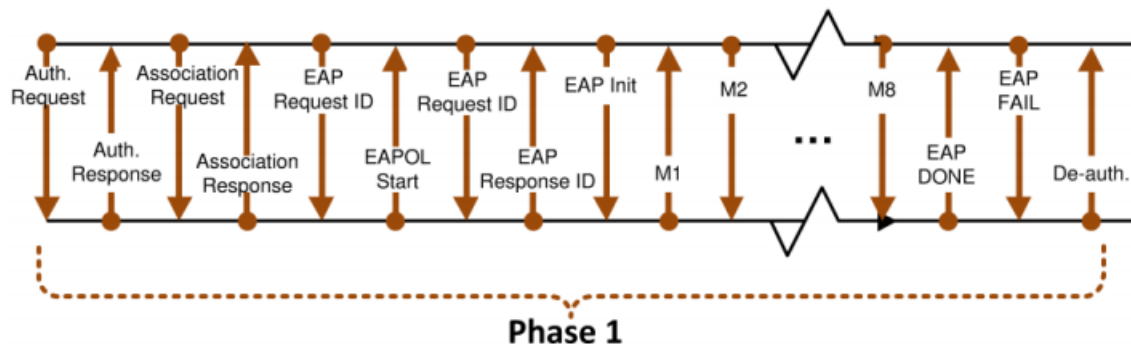 Auth.
Request
Auth.
Response
Association
Request
Association
Response
EAP
Request ID
EAPOL
Start
EAP
Request ID
EAP
Response ID
EAP Init
M1
M2
...
M8
EAP
DONE
EAP
FAIL
De-auth.
Phase 1